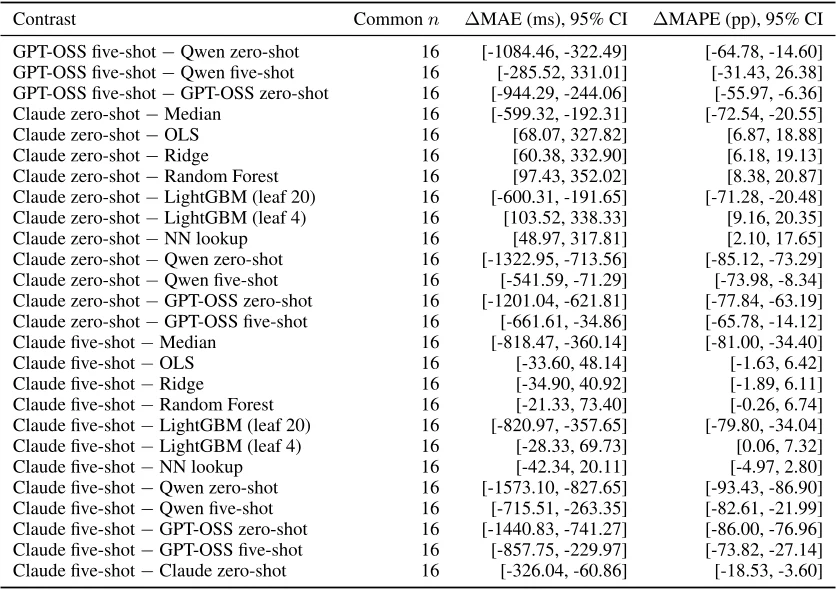 Contrast Common n ΔMAE (ms), 95% CI ΔMAPE (pp), 95% CI
GPT-OSS five-shot − Qwen zero-shot 16 [-1084.46, -322.49] [-64.78, -14.60]
GPT-OSS five-shot − Qwen five-shot 16 [-285.52, 331.01] [-31.43, 26.38]
GPT-OSS five-shot − GPT-OSS zero-shot 16 [-944.29, -244.06] [-55.97, -6.36]
Claude zero-shot − Median 16 [-599.32, -192.31] [-72.54, -20.55]
Claude zero-shot − OLS 16 [68.07, 327.82] [6.87, 18.88]
Claude zero-shot − Ridge 16 [60.38, 332.90] [6.18, 19.13]
Claude zero-shot − Random Forest 16 [97.43, 352.02] [8.38, 20.87]
Claude zero-shot − LightGBM (leaf 20) 16 [-600.31, -191.65] [-71.28, -20.48]
Claude zero-shot − LightGBM (leaf 4) 16 [103.52, 338.33] [9.16, 20.35]
Claude zero-shot − NN lookup 16 [48.97, 317.81] [2.10, 17.65]
Claude zero-shot − Qwen zero-shot 16 [-1322.95, -713.56] [-85.12, -73.29]
Claude zero-shot − Qwen five-shot 16 [-541.59, -71.29] [-73.98, -8.34]
Claude zero-shot − GPT-OSS zero-shot 16 [-1201.04, -621.81] [-77.84, -63.19]
Claude zero-shot − GPT-OSS five-shot 16 [-661.61, -34.86] [-65.78, -14.12]
Claude five-shot − Median 16 [-818.47, -360.14] [-81.00, -34.40]
Claude five-shot − OLS 16 [-33.60, 48.14] [-1.63, 6.42]
Claude five-shot − Ridge 16 [-34.90, 40.92] [-1.89, 6.11]
Claude five-shot − Random Forest 16 [-21.33, 73.40] [-0.26, 6.74]
Claude five-shot − LightGBM (leaf 20) 16 [-820.97, -357.65] [-79.80, -34.04]
Claude five-shot − LightGBM (leaf 4) 16 [-28.33, 69.73] [0.06, 7.32]
Claude five-shot − NN lookup 16 [-42.34, 20.11] [-4.97, 2.80]
Claude five-shot − Qwen zero-shot 16 [-1573.10, -827.65] [-93.43, -86.90]
Claude five-shot − Qwen five-shot 16 [-715.51, -263.35] [-82.61, -21.99]
Claude five-shot − GPT-OSS zero-shot 16 [-1440.83, -741.27] [-86.00, -76.96]
Claude five-shot − GPT-OSS five-shot 16 [-857.75, -229.97] [-73.82, -27.14]
Claude five-shot − Claude zero-shot 16 [-326.04, -60.86] [-18.53, -3.60]